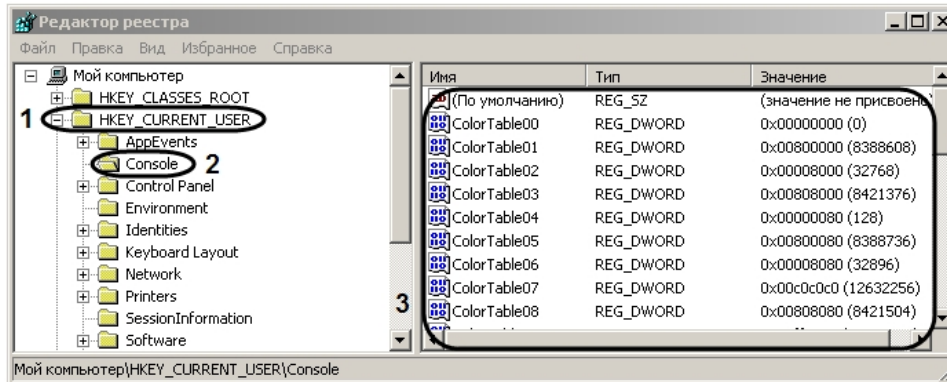 Редактор реестра
Файл Правка Вид Избранное Справка
Мой компьютер
HKEY_CLASSES_ROOT
1 HKEY_CURRENT_USER
AppEvents
Console 2
Control Panel
Environment
Identities
Keyboard Layout
Network
Printers
SessionInformation
Software
3
Имя Тип Значение
(По умолчанию) REG_SZ (значение не присвоено)
ColorTable00 REG_DWORD 0x00000000 (0)
ColorTable01 REG_DWORD 0x00800000 (8388608)
ColorTable02 REG_DWORD 0x00008000 (32768)
ColorTable03 REG_DWORD 0x00808000 (8421376)
ColorTable04 REG_DWORD 0x00000080 (128)
ColorTable05 REG_DWORD 0x00800080 (8388736)
ColorTable06 REG_DWORD 0x00008080 (32896)
ColorTable07 REG_DWORD 0x00c0c0c0 (12632256)
ColorTable08 REG_DWORD 0x00808080 (8421504)
Мой компьютер\HKEY_CURRENT_USER\Console